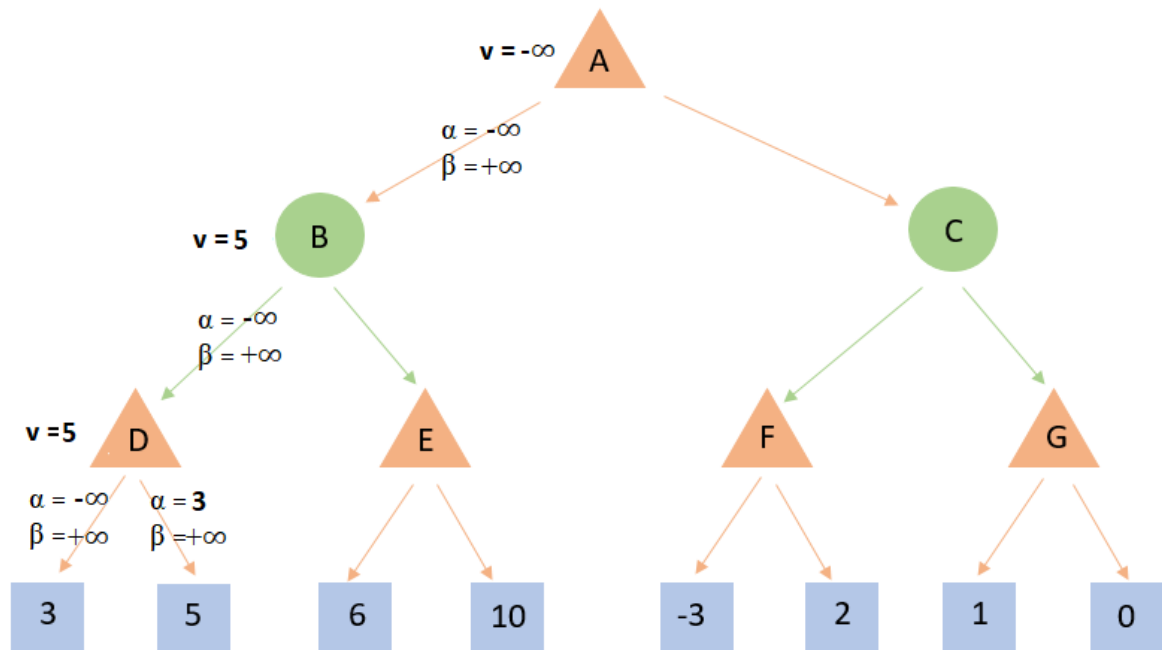 v = -∞
A
α = -∞
β = +∞
v = 5
B
C
α = -∞
β = +∞
v = 5
D
E
F
G
α = -∞
β = +∞
α = 3
β = +∞
3
5
6
10
-3
2
1
0